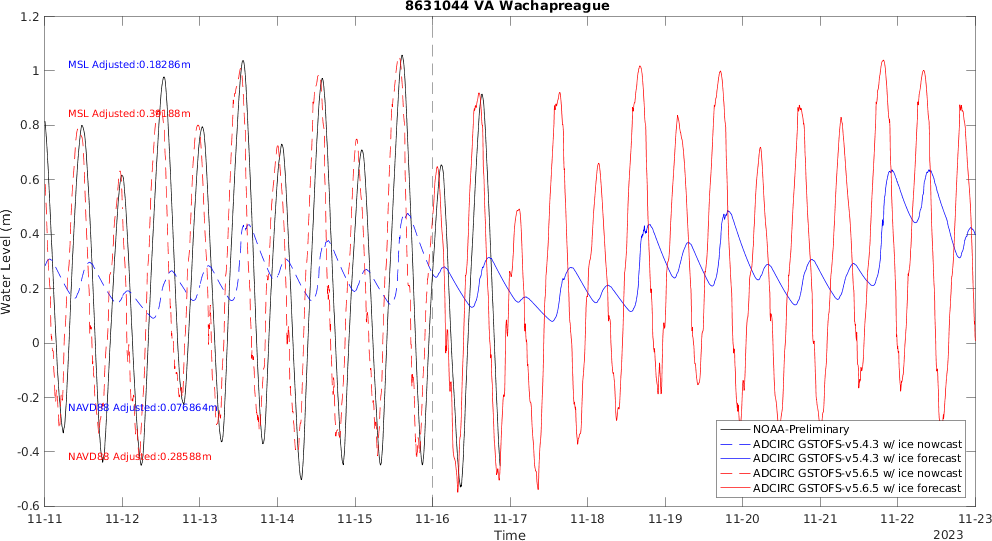 8631044 VA Wachapreague
1.2
1
0.8
0.6
0.4
0.2
0
-0.2
-0.4
-0.6
Water Level (m)
MSL Adjusted:0.18286m
MSL Adjusted:0.39188m
NAVD88 Adjusted:0.076864m
NAVD88 Adjusted:0.28588m
NOAA-Preliminary
ADCIRC GSTOFS-v5.4.3 w/ ice nowcast
ADCIRC GSTOFS-v5.4.3 w/ ice forecast
ADCIRC GSTOFS-v5.6.5 w/ ice nowcast
ADCIRC GSTOFS-v5.6.5 w/ ice forecast
11-11 11-12 11-13 11-14 11-15 11-16 11-17 11-18 11-19 11-20 11-21 11-22 11-23
Time
2023